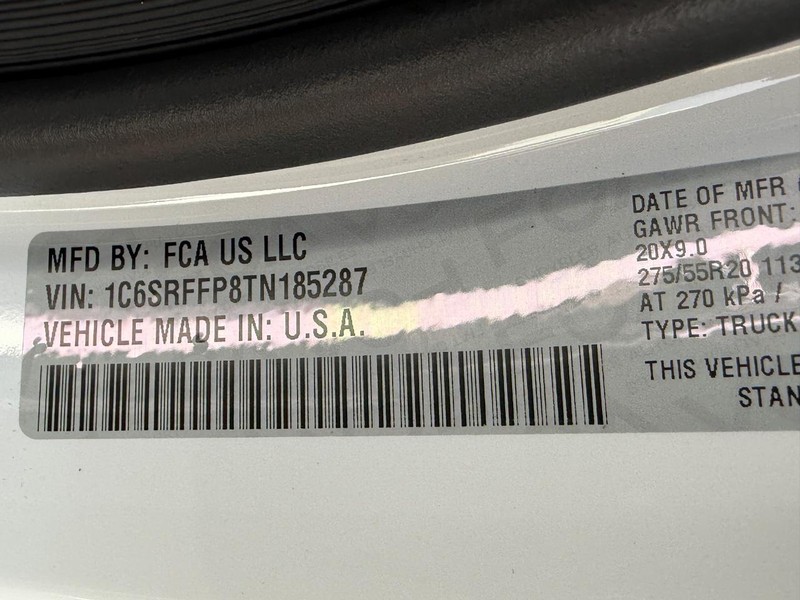 MFD BY: FCA US LLC
VIN: 1C6SRFFP8TN185287
VEHICLE MADE IN: U.S.A.
DATE OF MFR
GAWR FRONT:
20X9.0
275/55R20 113
AT 270 kPa /
TYPE: TRUCK
THIS VEHICLE
STAN